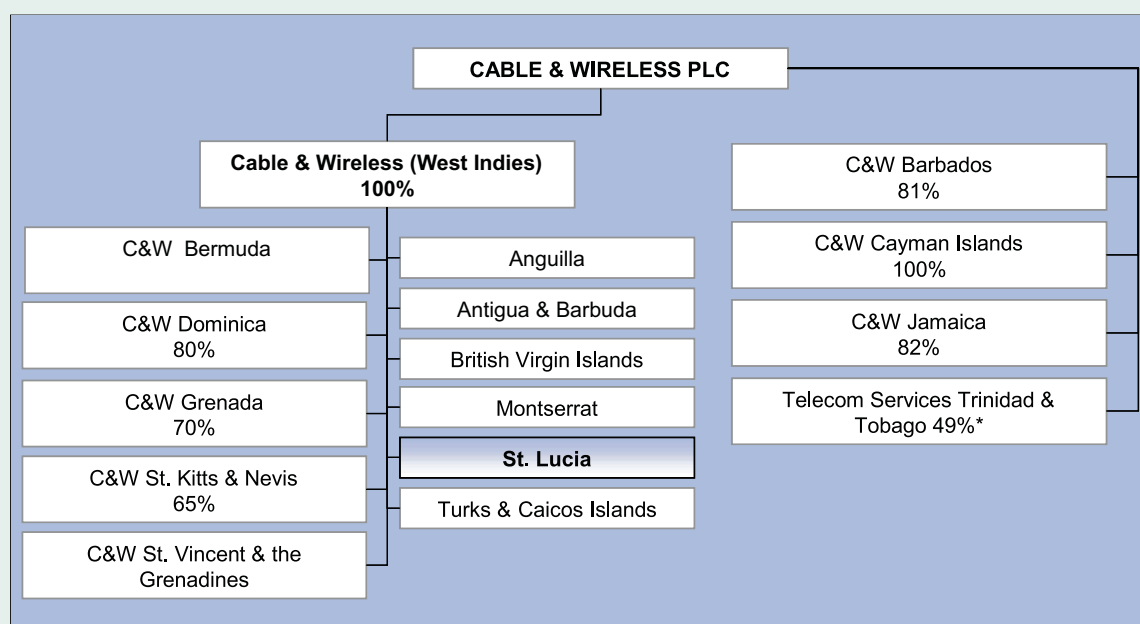 CABLE & WIRELESS PLC
Cable & Wireless (West Indies)
100%
C&W Bermuda
C&W Dominica
80%
C&W Grenada
70%
C&W St. Kitts & Nevis
65%
C&W St. Vincent & the
Grenadines
Anguilla
Antigua & Barbuda
British Virgin Islands
Montserrat
St. Lucia
Turks & Caicos Islands
C&W Barbados
81%
C&W Cayman Islands
100%
C&W Jamaica
82%
Telecom Services Trinidad &
Tobago 49%*